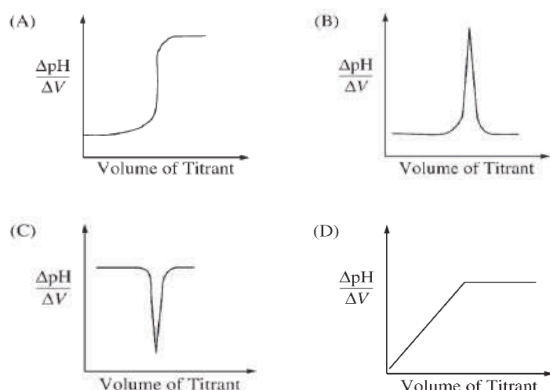 (A)
ΔpH
ΔV
Volume of Titrant
(B)
ΔpH
ΔV
Volume of Titrant
(C)
ΔpH
ΔV
Volume of Titrant
(D)
ΔpH
ΔV
Volume of Titrant